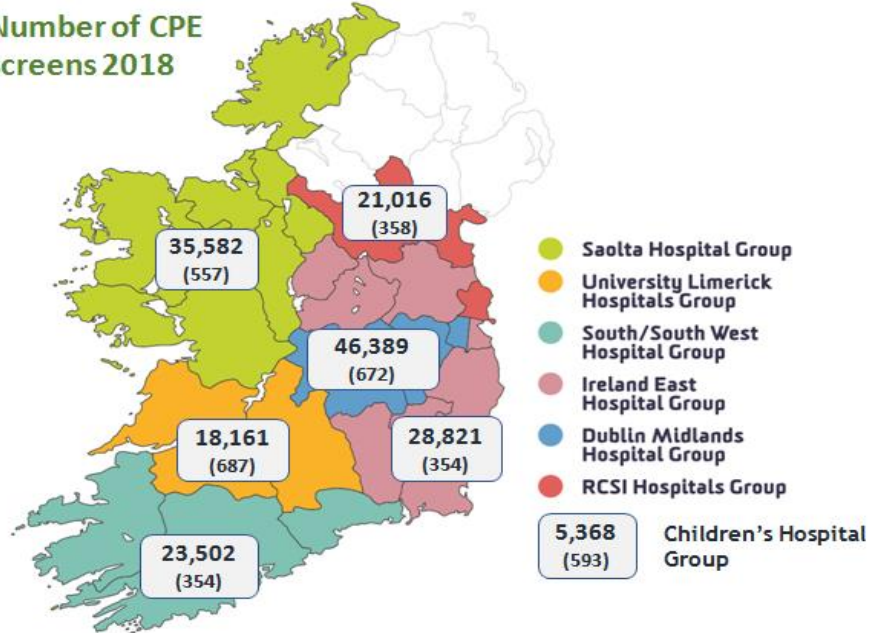 Number of CPE
screens 2018
21,016
(358)
35,582
(557)
46,389
(672)
18,161
(687)
28,821
(354)
23,502
(354)
Saolta Hospital Group
University Limerick
Hospitals Group
South/South West
Hospital Group
Ireland East
Hospital Group
Dublin Midlands
Hospital Group
RCSI Hospitals Group
5,368
(593)
Children's Hospital
Group